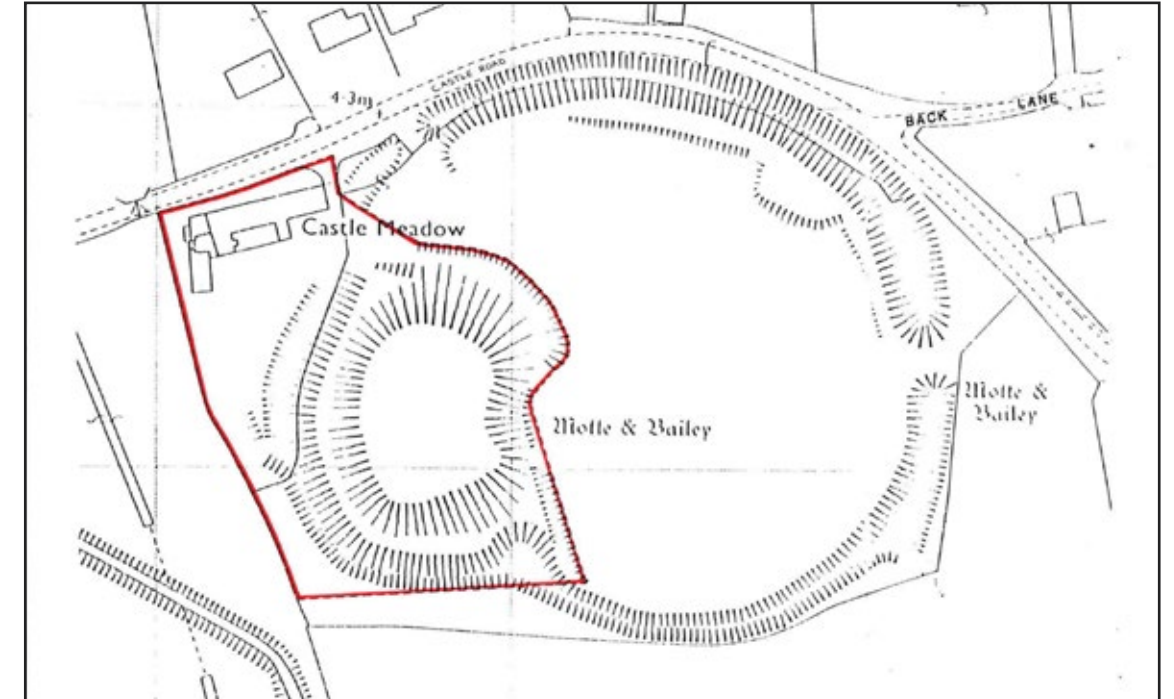 CASTLE ROAD
4·3m
BACK LANE
Castle Meadow
Motte &
Bailey
Motte & Bailey